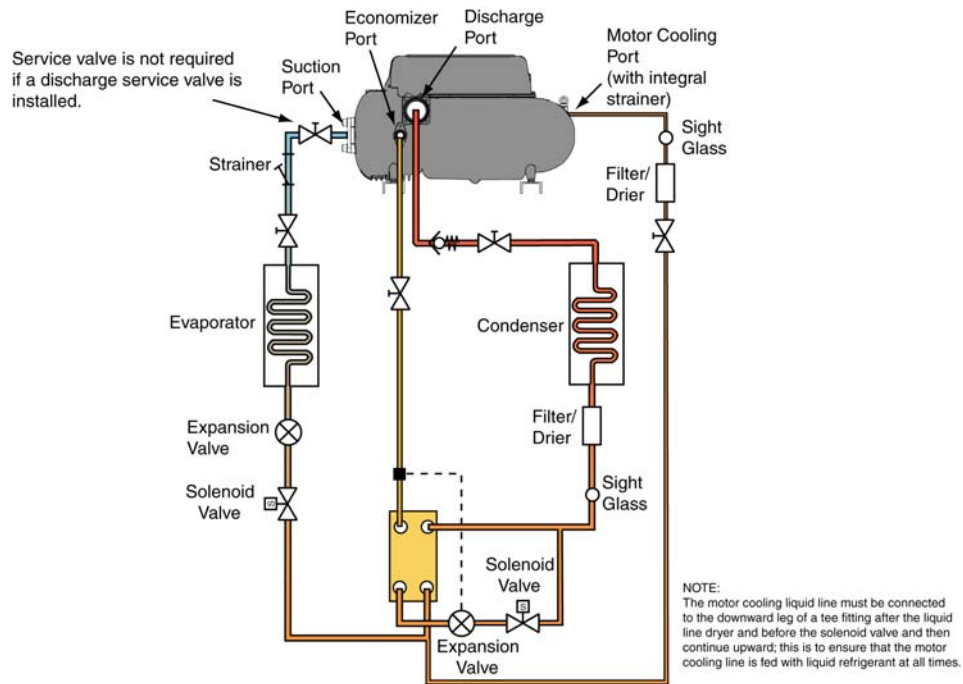 Economizer
Port
Discharge
Port
Motor Cooling
Port
(with integral
strainer)
Service valve is not required
if a discharge service valve is
installed.
Suction
Port
Sight
Glass
Strainer
Filter/
Drier
Evaporator
Condenser
Expansion
Valve
Filter/
Drier
Solenoid
Valve
S
Sight
Glass
Solenoid
Valve
S
Expansion
Valve
NOTE:
The motor cooling liquid line must be connected
to the downward leg of a tee fitting after the liquid
line dryer and before the solenoid valve and then
continue upward; this is to ensure that the motor
cooling line is fed with liquid refrigerant at all times.